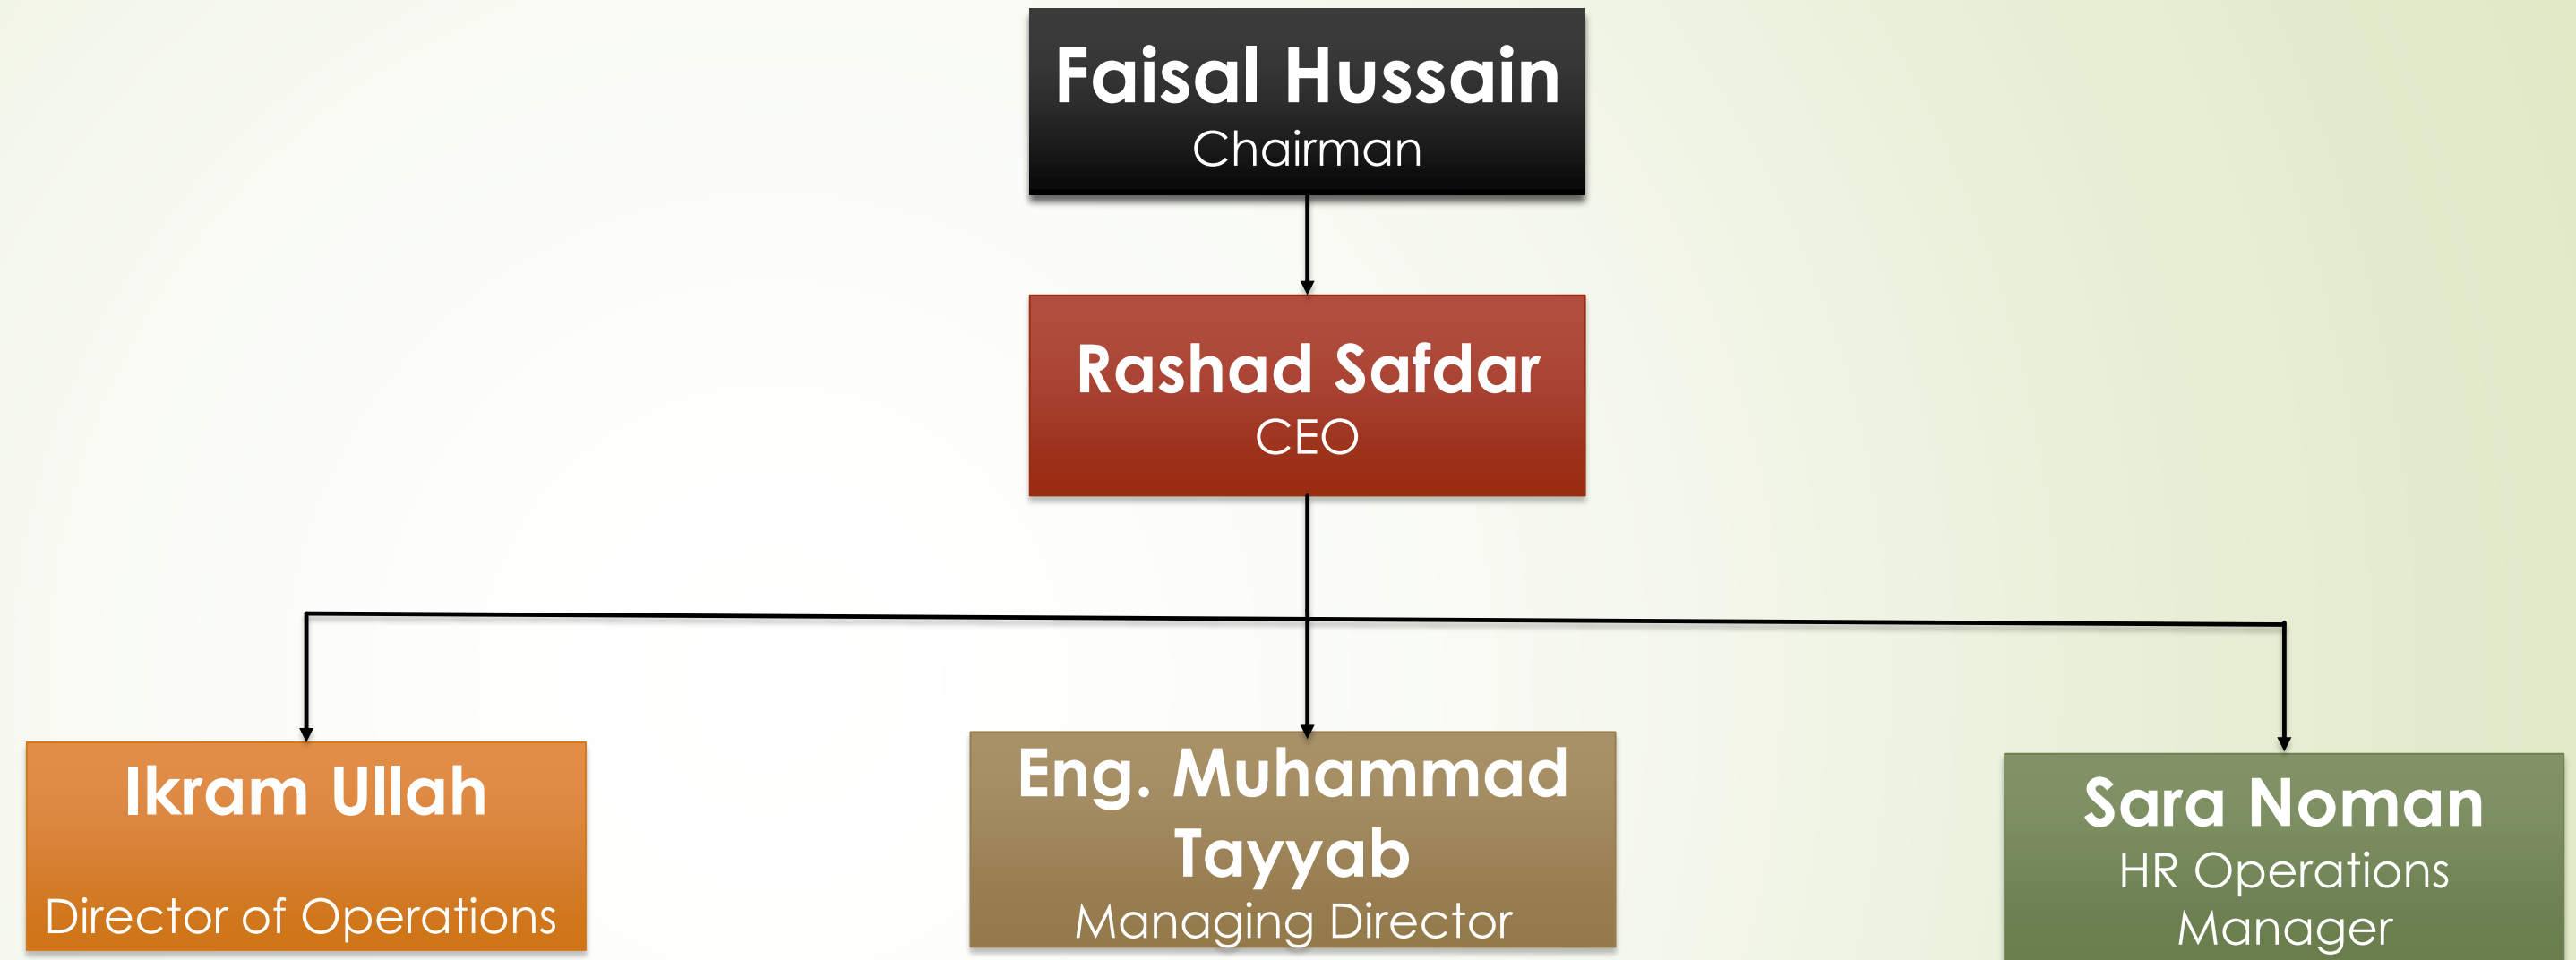 Faisal Hussain
Chairman
Rashad Safdar
CEO
Ikram Ullah
Director of Operations
Eng. Muhammad
Tayyab
Managing Director
Sara Noman
HR Operations
Manager